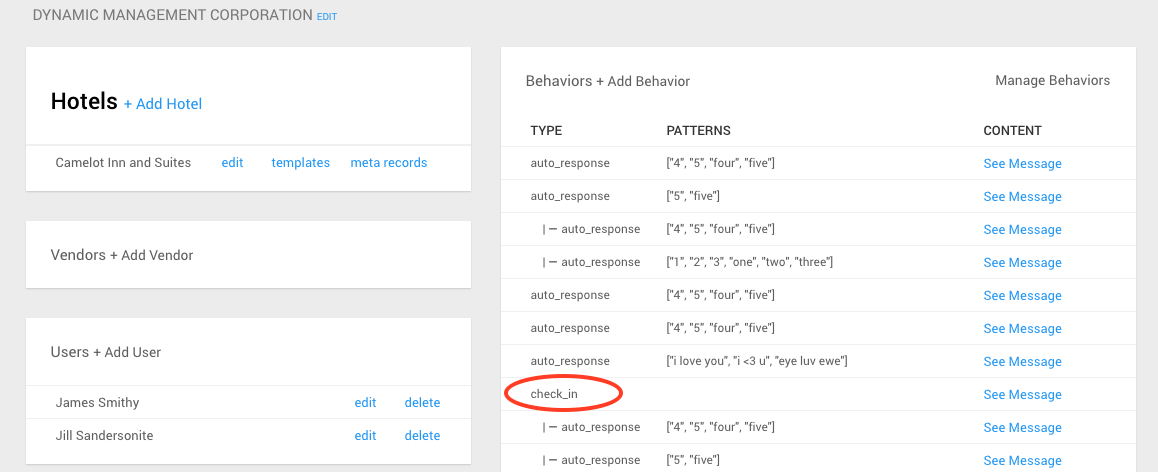 DYNAMIC MANAGEMENT CORPORATION EDIT
Hotels + Add Hotel
Camelot Inn and Suites edit templates meta records
Vendors + Add Vendor
Users + Add User
James Smithy edit delete
Jill Sandersonite edit delete
Behaviors + Add Behavior Manage Behaviors
TYPE PATTERNS CONTENT
auto_response ["4", "5", "four", "five"] See Message
auto_response ["5", "five"] See Message
| — auto_response ["4", "5", "four", "five"] See Message
| — auto_response ["1", "2", "3", "one", "two", "three"] See Message
auto_response ["4", "5", "four", "five"] See Message
auto_response ["4", "5", "four", "five"] See Message
auto_response ["i love you", "i <3 u", "eye luv ewe"] See Message
check_in See Message
| — auto_response ["4", "5", "four", "five"] See Message
| — auto_response ["5", "five"] See Message